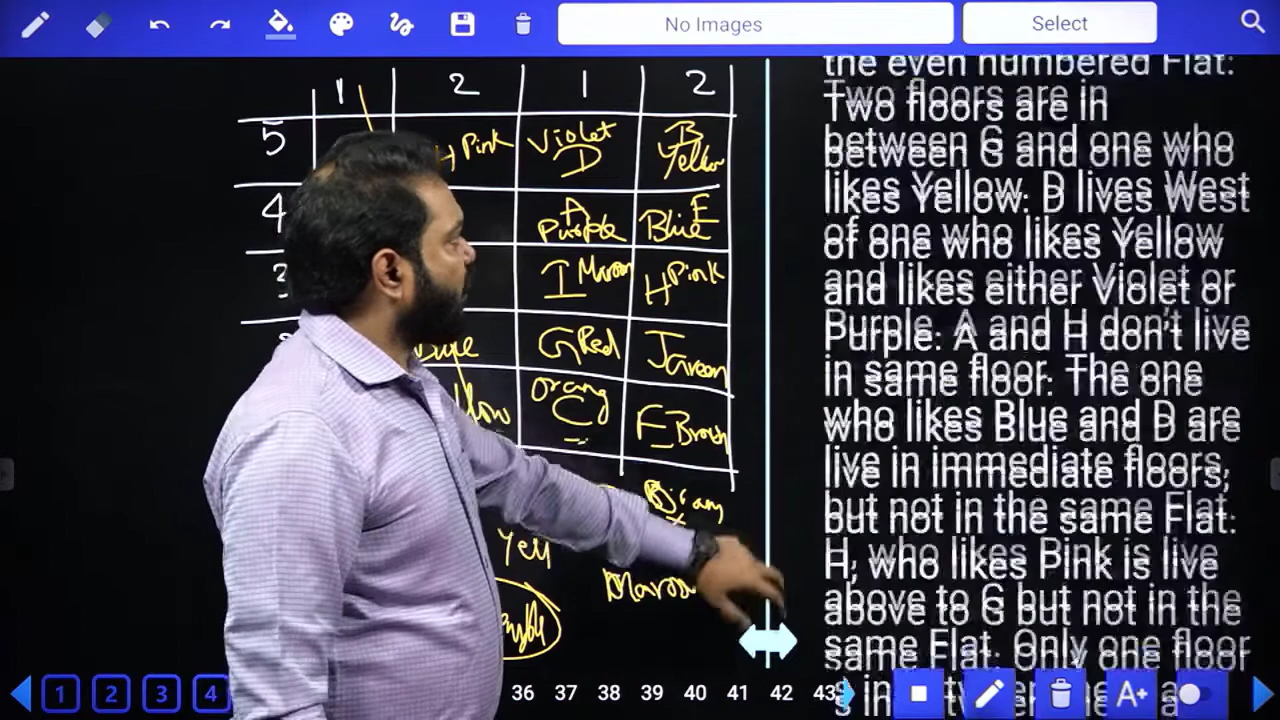 No Images
Select
1 2 1 2
5 H Pink Violet D B Yellow
4 A Purple Blue E
3 I Maroon H Pink
G Red J Green
Orang C F Brown
Yell
Maroo
the even numbered Flat.
Two floors are in
between G and one who
likes Yellow. D lives West
of one who likes Yellow
and likes either Violet or
Purple. A and H don't live
in same floor. The one
who likes Blue and D are
live in immediate floors,
but not in the same Flat.
H, who likes Pink is live
above to G but not in the
same Flat. Only one floor
1 2 3 4 36 37 38 39 40 41 42 43 A+